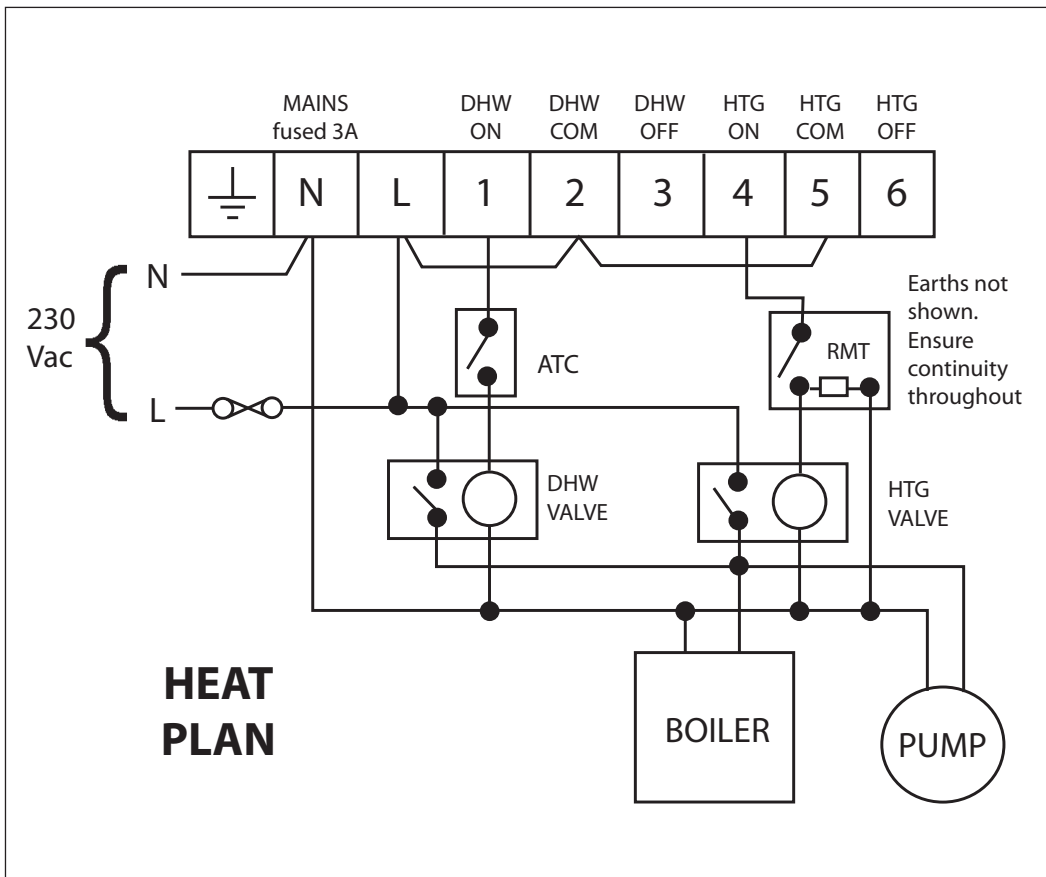 MAINS
fused 3A
DHW
ON
DHW
COM
DHW
OFF
HTG
ON
HTG
COM
HTG
OFF
N
L
1
2
3
4
5
6
230
Vac
N
L
ATC
RMT
Earths not
shown.
Ensure
continuity
throughout
DHW
VALVE
HTG
VALVE
HEAT
PLAN
BOILER
PUMP